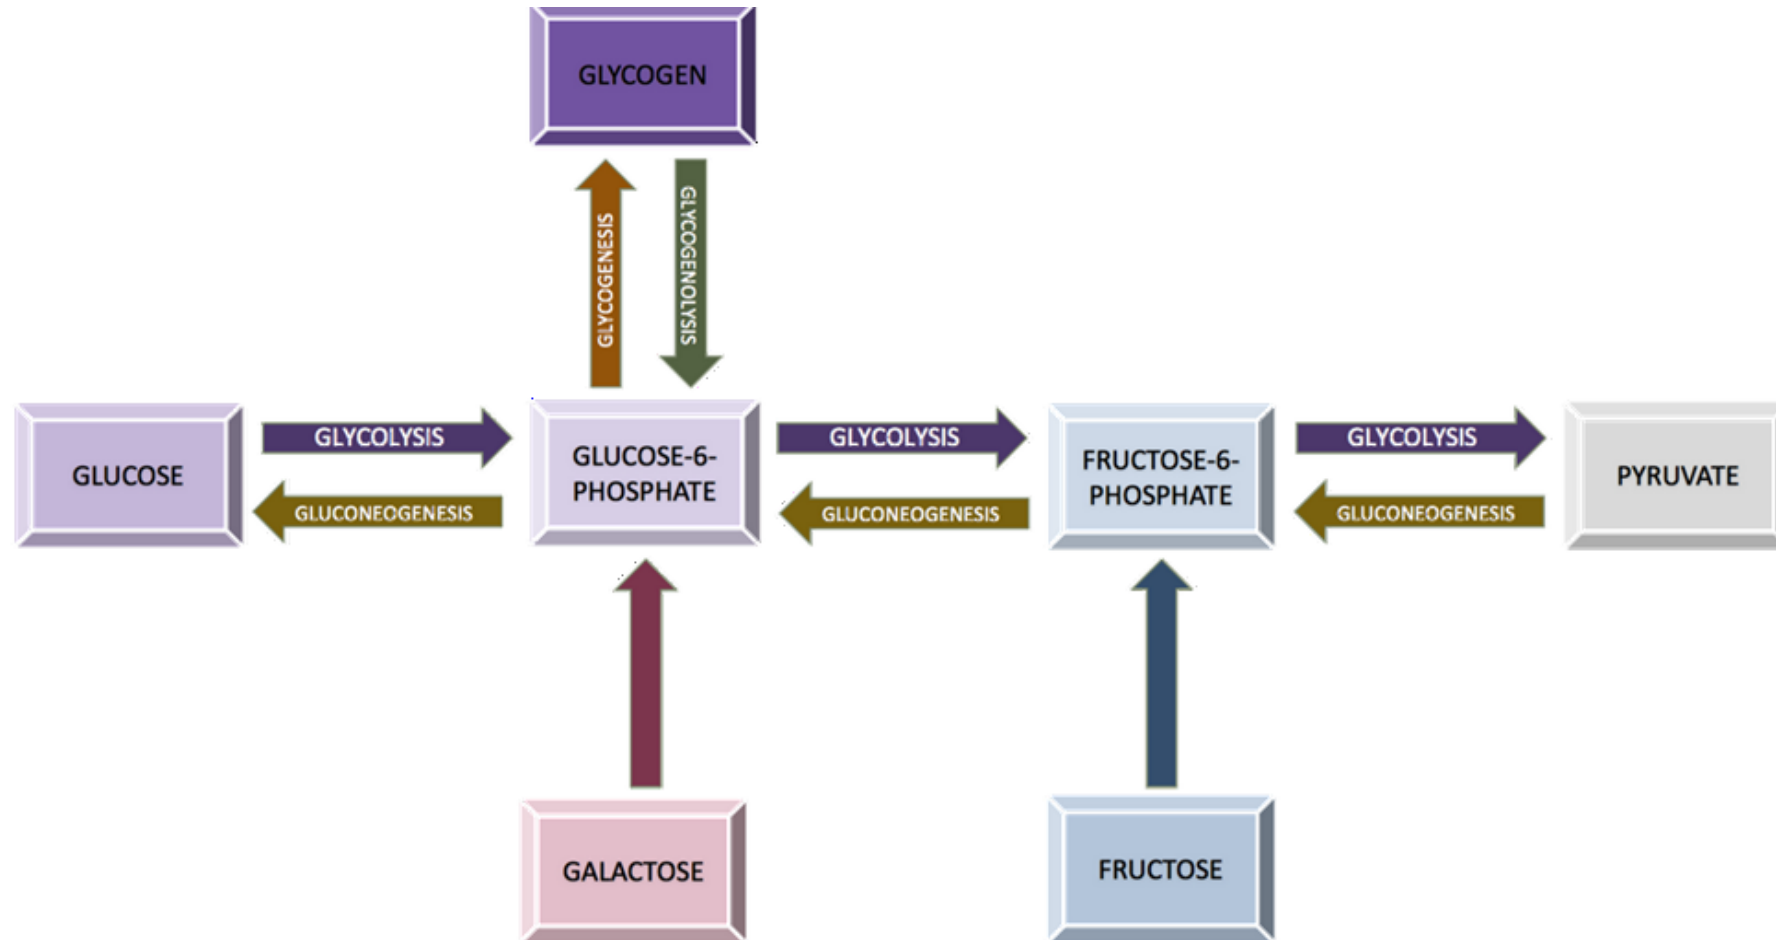 GLYCOGEN
GLYCOGENESIS
GLYCOGENOLYSIS
GLUCOSE
GLYCOLYSIS
GLUCONEOGENESIS
GLUCOSE-6-
PHOSPHATE
GLYCOLYSIS
GLUCONEOGENESIS
FRUCTOSE-6-
PHOSPHATE
GLYCOLYSIS
GLUCONEOGENESIS
PYRUVATE
GALACTOSE
FRUCTOSE